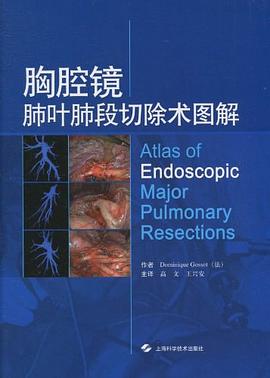 胸腔镜
肺叶肺段切除术图解
Atlas of
Endoscopic
Major
Pulmonary
Resections
作者 Dominique Gossot（法）
主译 高 文 王兴安
上海科学技术出版社